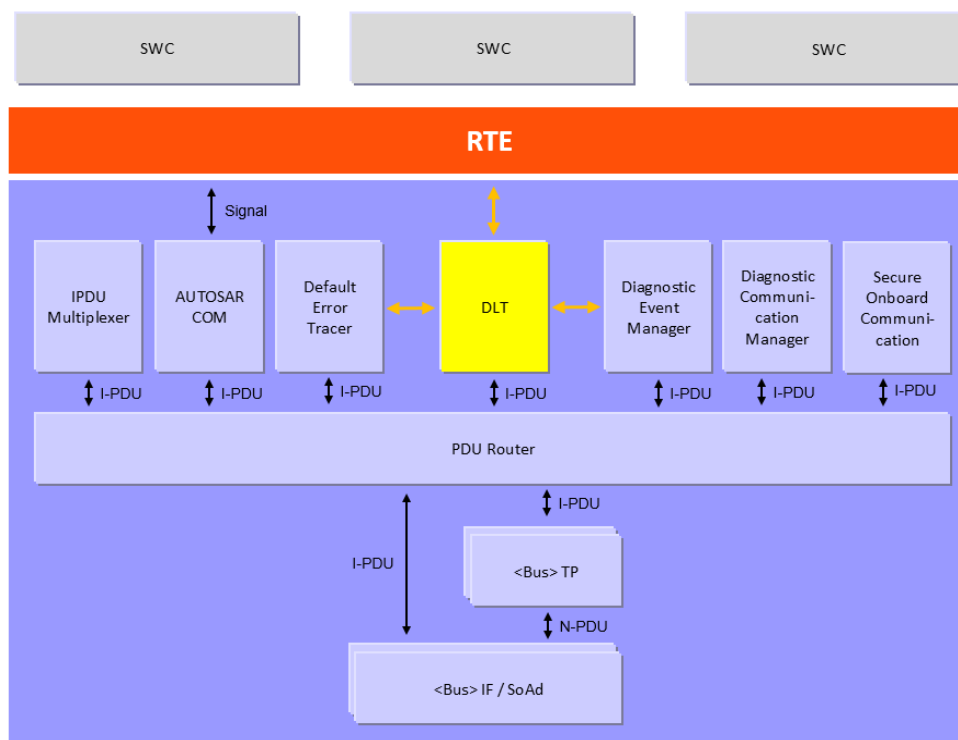 SWC
SWC
SWC
RTE
Signal
IPDU
Multiplexer
AUTOSAR
COM
Default
Error
Tracer
DLT
Diagnostic
Event
Manager
Diagnostic
Communi-
cation
Manager
Secure
Onboard
Communi-
cation
I-PDU
I-PDU
I-PDU
I-PDU
I-PDU
I-PDU
I-PDU
PDU Router
I-PDU
I-PDU
<Bus> TP
N-PDU
<Bus> IF / SoAd